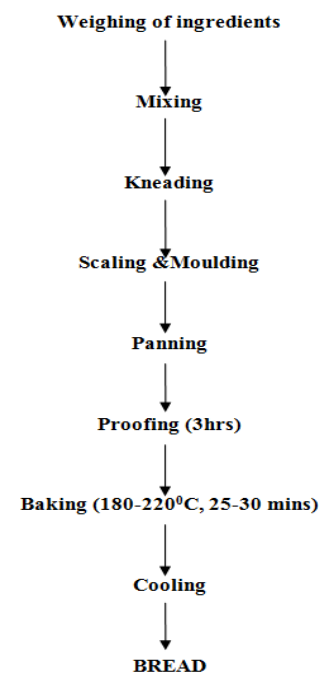 Weighing of ingredients
Mixing
Kneading
Scaling &Moulding
Panning
Proofing (3hrs)
Baking (180-220⁰C, 25-30 mins)
Cooling
BREAD